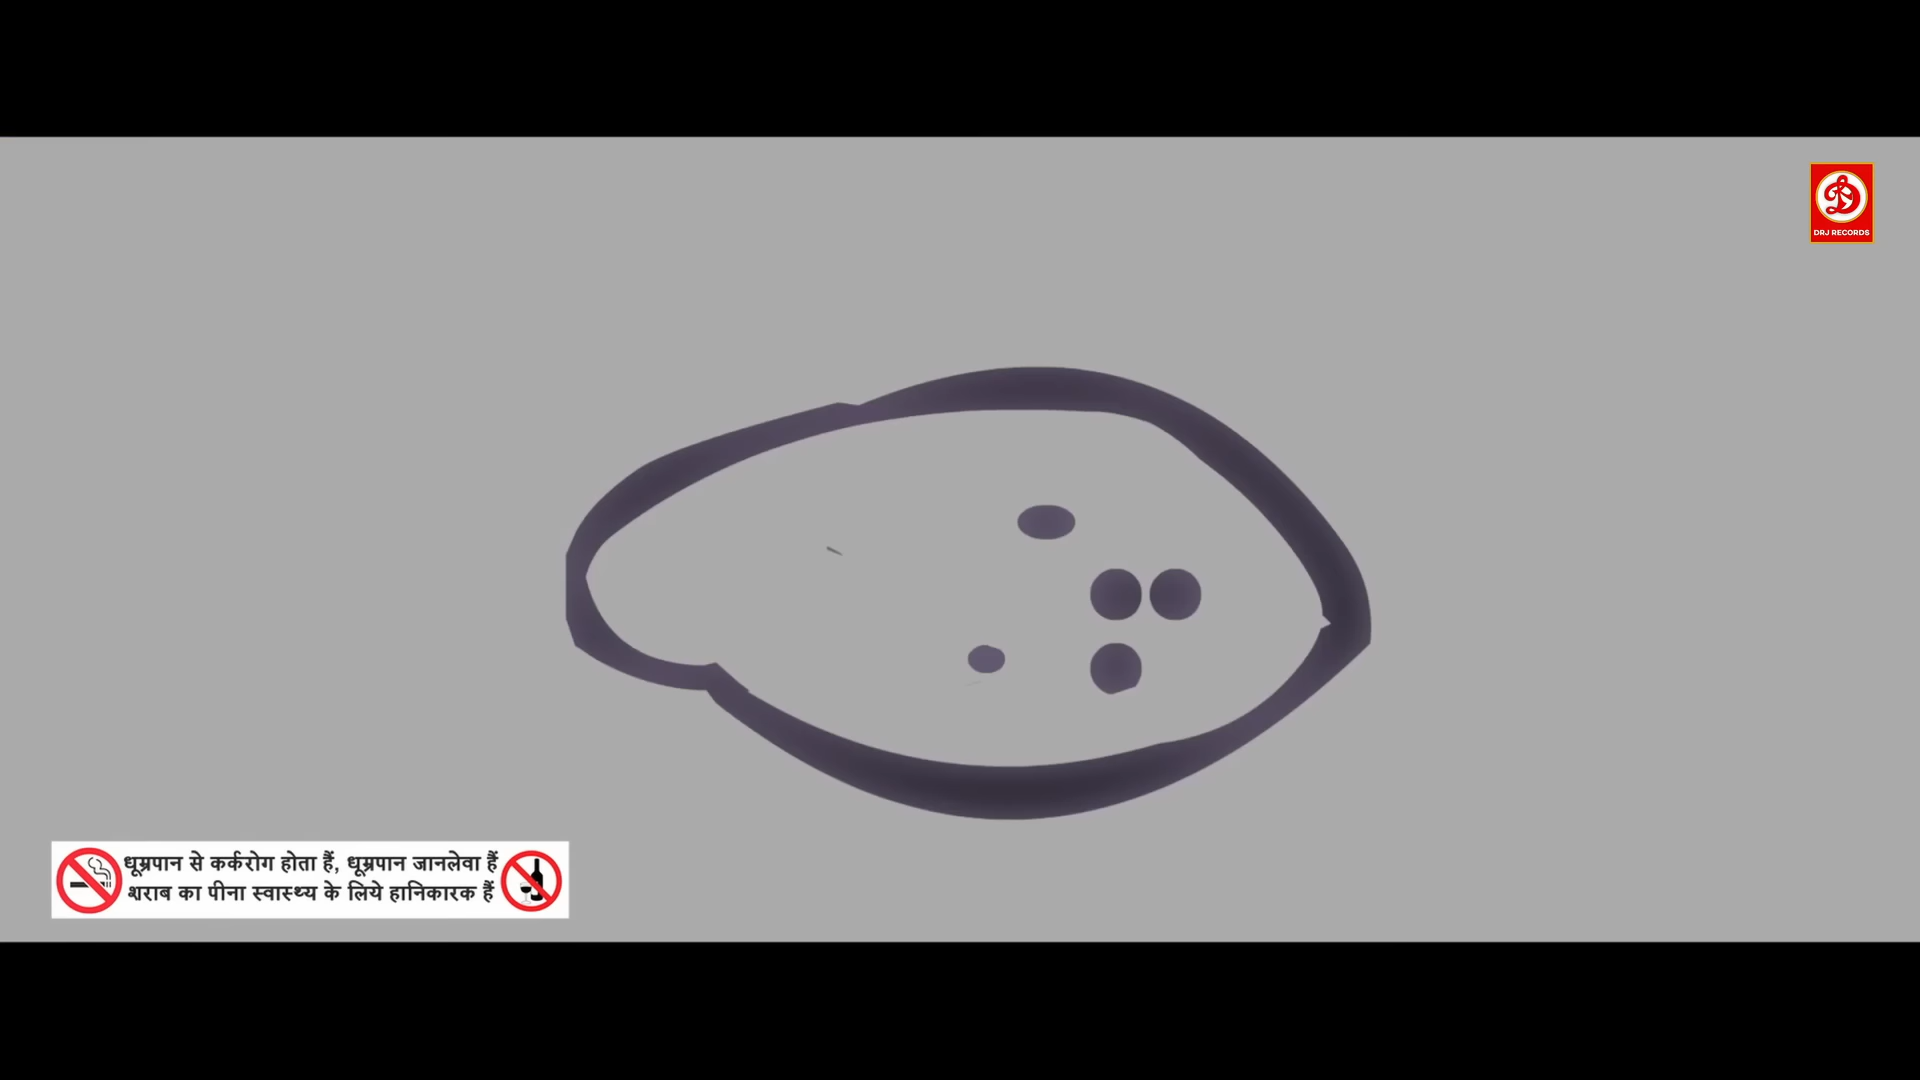 DRJ RECORDS
धूम्रपान से कर्करोग होता हैं, धूम्रपान जानलेवा हैं
शराब का पीना स्वास्थ्य के लिये हानिकारक हैं